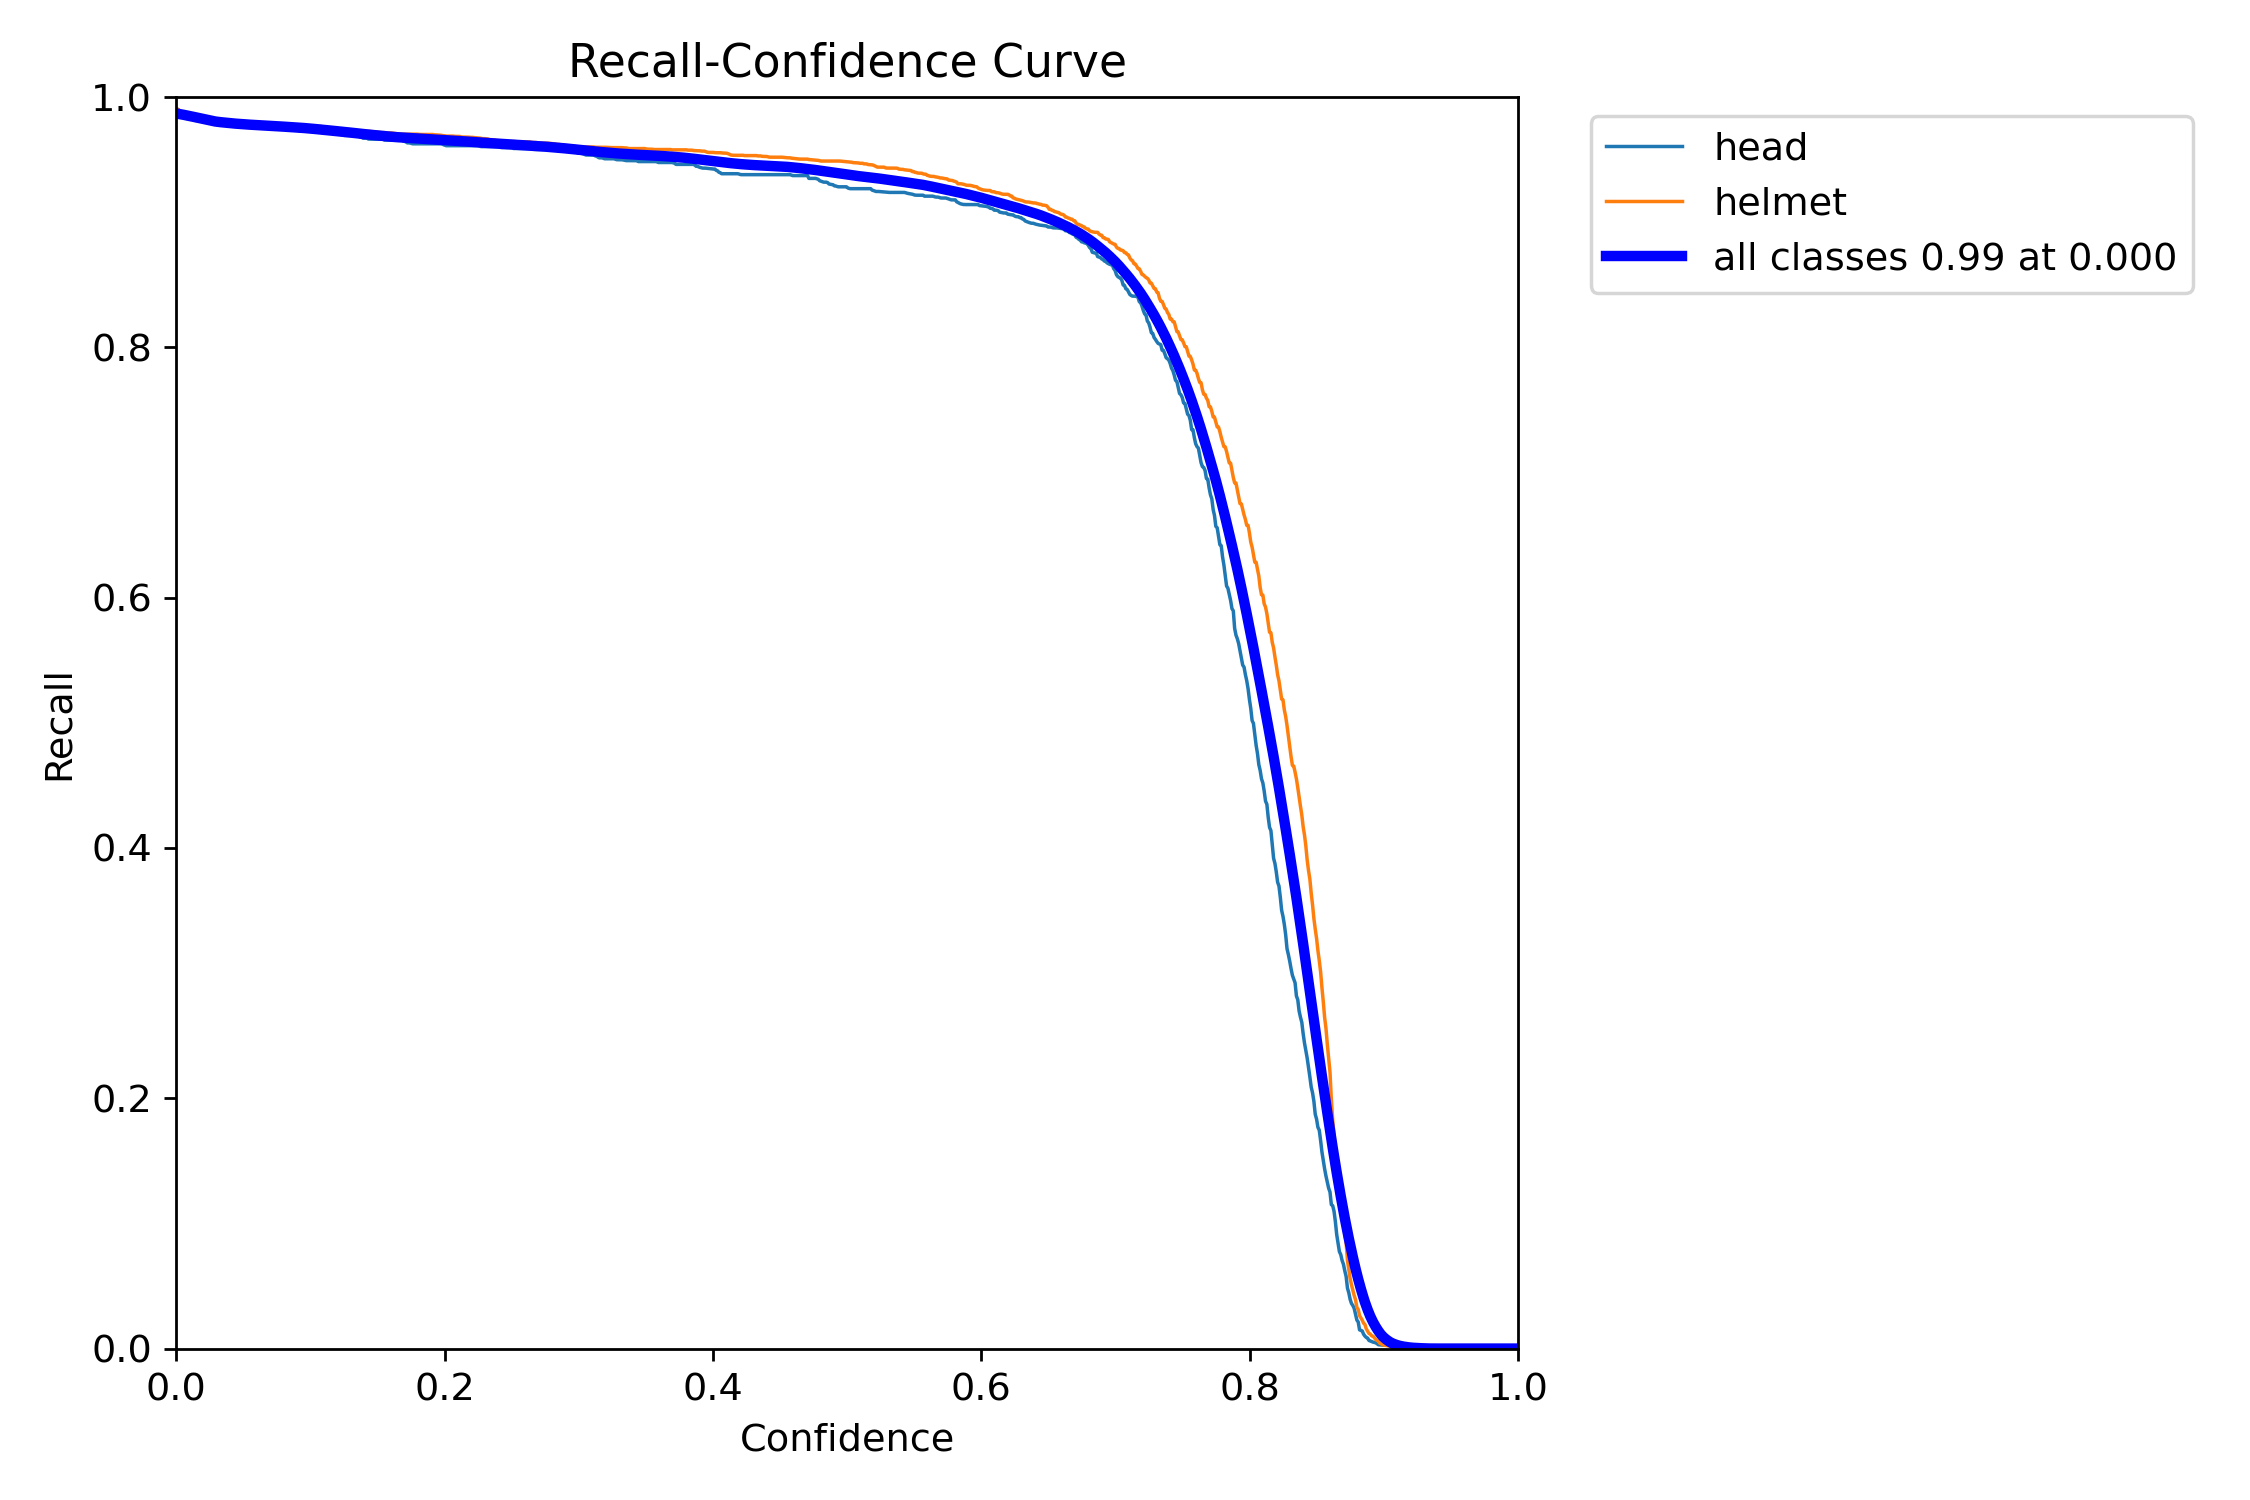 Recall-Confidence Curve
1.0
0.8
0.6
0.4
0.2
0.0
Recall
0.0 0.2 0.4 0.6 0.8 1.0
Confidence
head
helmet
all classes 0.99 at 0.000